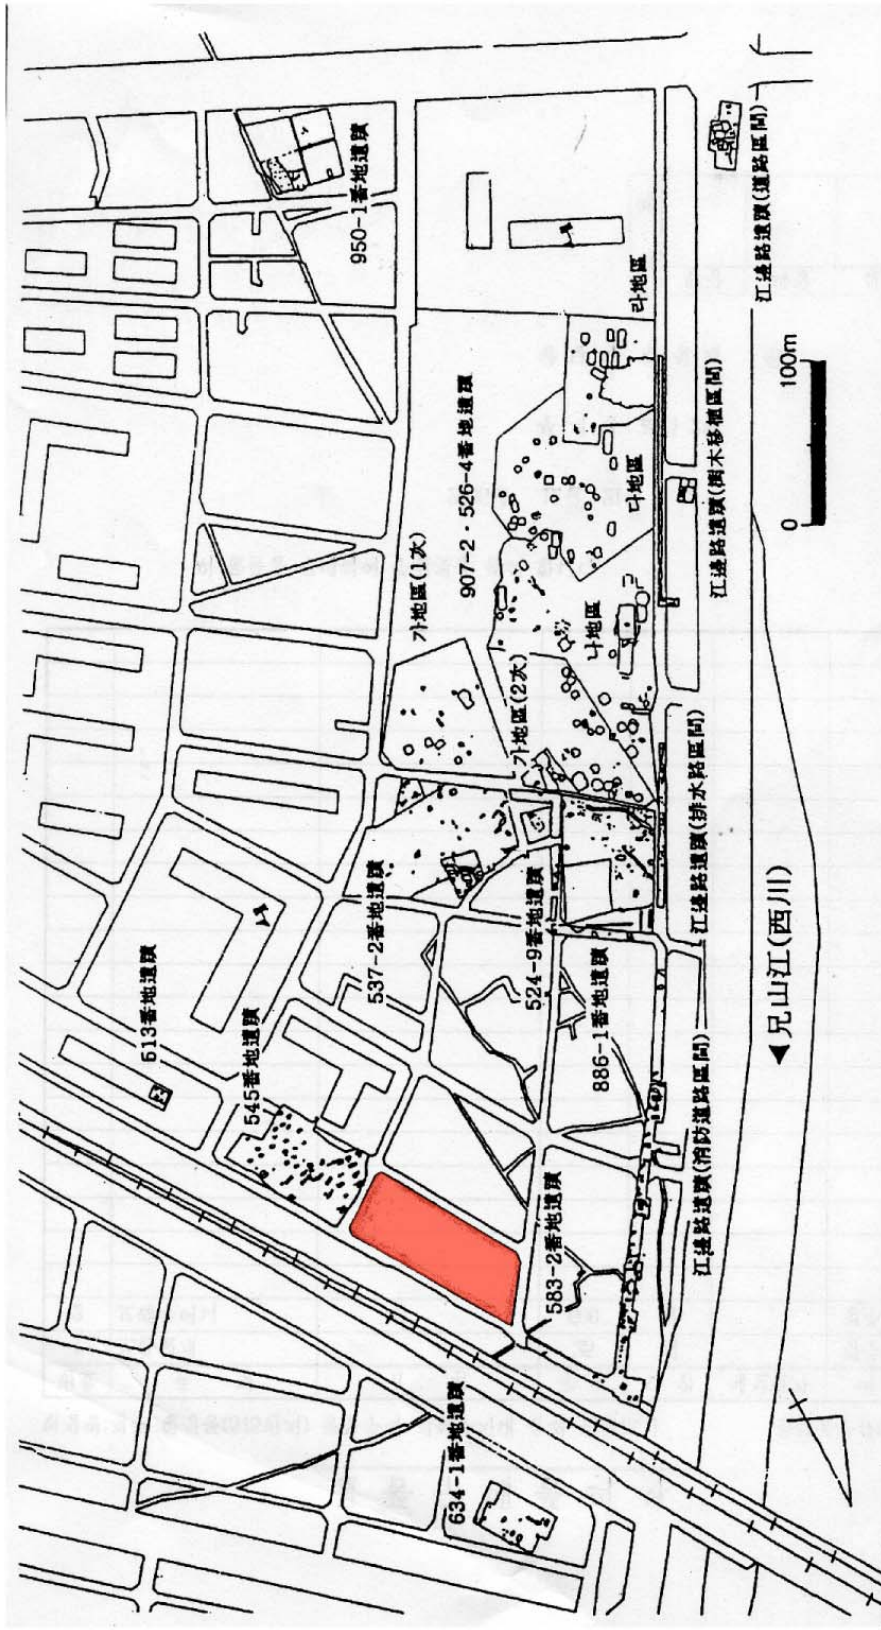 950-1番地遺蹟
513番地遺蹟
545番地遺蹟
537-2番地遺蹟
가地區(1次)
907-2 · 526-4番地遺蹟
라地區
다地區
나地區
가地區(2次)
524-9番地遺蹟
886-1番地遺蹟
583-2番地遺蹟
634-1番地遺蹟
江邊路遺蹟(道路區間)
江邊路遺蹟(樹木移植區間)
江邊路遺蹟(排水路區間)
江邊路遺蹟(消防道路區間)
◀兄山江(西川)
0 100m